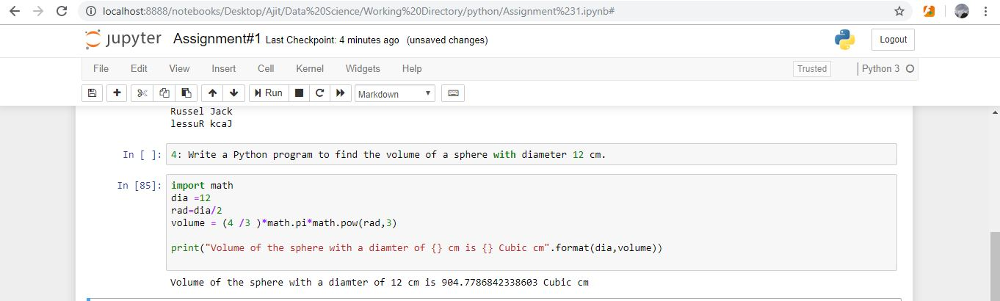 localhost:8888/notebooks/Desktop/Ajit/Data%20Science/Working%20Directory/python/Assignment%231.ipynb#
jupyter Assignment#1 Last Checkpoint: 4 minutes ago (unsaved changes)
Logout
File Edit View Insert Cell Kernel Widgets Help
Trusted
Python 3
Run
Markdown
Russel Jack
lessuR kcaJ
In [ ]: 4: Write a Python program to find the volume of a sphere with diameter 12 cm.
In [85]: import math
dia =12
rad=dia/2
volume = (4 /3 )*math.pi*math.pow(rad,3)
print("Volume of the sphere with a diamter of {} cm is {} Cubic cm".format(dia,volume))
Volume of the sphere with a diamter of 12 cm is 904.7786842338603 Cubic cm